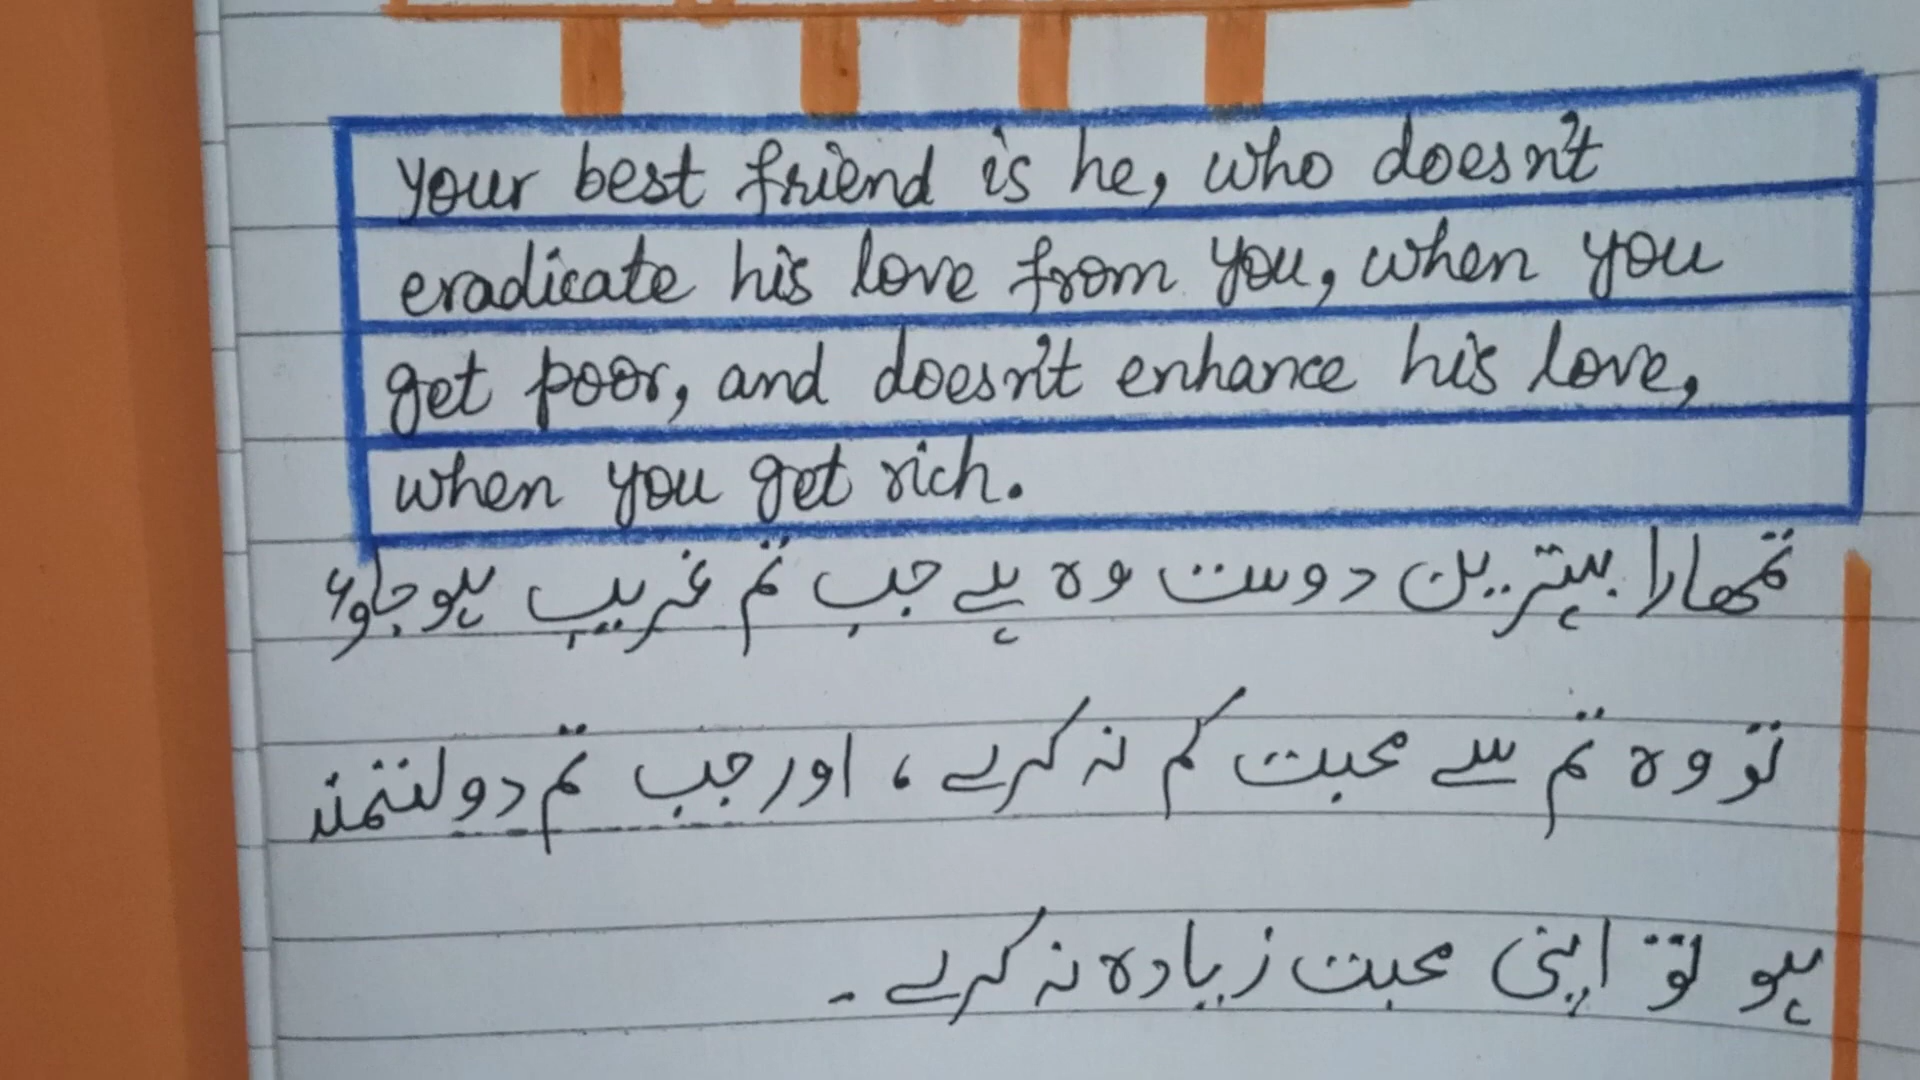 your best friend is he, who doesn't
eradicate his love from you, when you
get poor, and doesn't enhance his love,
when you get rich.
تمھارا بہترین دوست وہ ہے جب تم غریب ہو جاوء
تو وہ تم سے محبت کم نہ کرے، اور جب تم دولتمند
ہو تو اپنی محبت زیادہ نہ کرے ۔